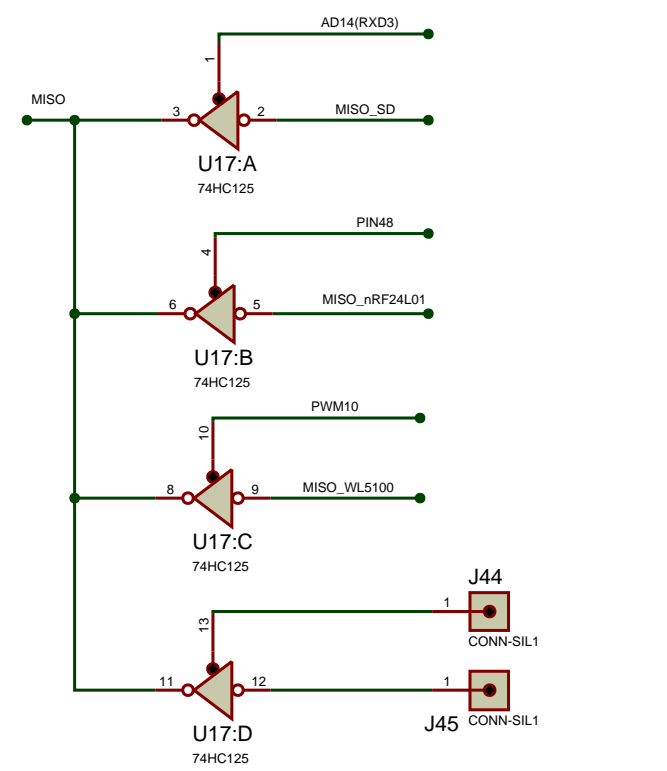 AD14(RXD3)
1
MISO
3
2
MISO_SD
U17:A
74HC125
PIN48
4
6
5
MISO_nRF24L01
U17:B
74HC125
PWM10
10
8
9
MISO_WL5100
U17:C
74HC125
J44
1
CONN-SIL1
13
11
12
1
J45
CONN-SIL1
U17:D
74HC125